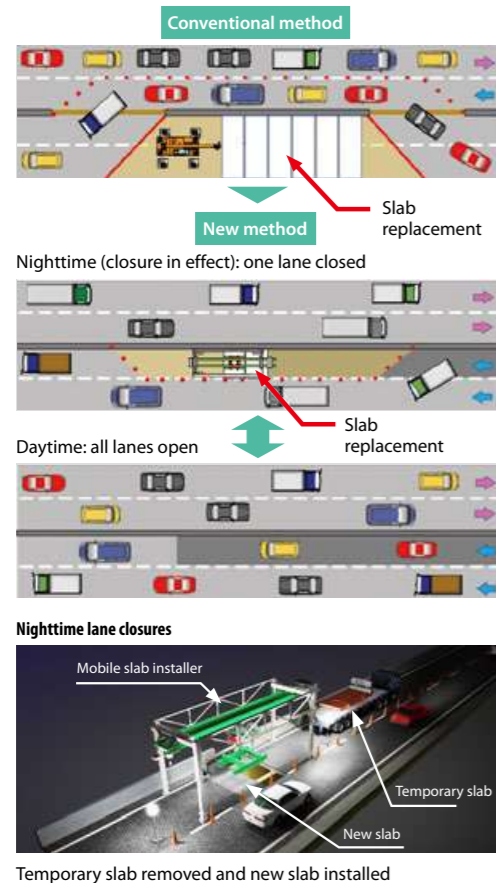 Conventional method
Slab
replacement
New method
Nighttime (closure in effect): one lane closed
Slab
replacement
Daytime: all lanes open
Nighttime lane closures
Mobile slab installer
Temporary slab
New slab
Temporary slab removed and new slab installed